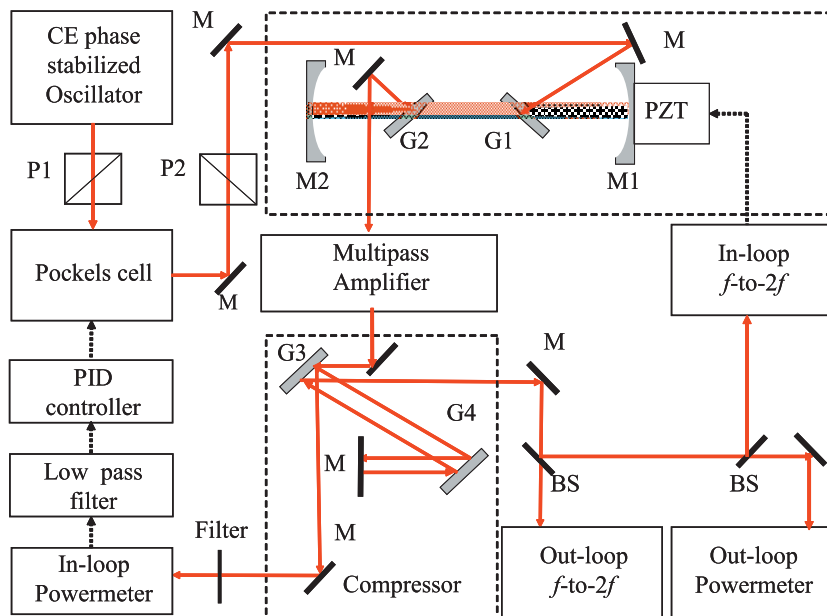 CE phase
stabilized
Oscillator
M
M
M
P1
P2
G2
G1
M2
M1
PZT
Pockels cell
M
Multipass
Amplifier
In-loop
f-to-2f
PID
controller
G3
M
G4
M
M
BS
BS
Low pass
filter
Filter
M
In-loop
Powermeter
Compressor
Out-loop
f-to-2f
Out-loop
Powermeter